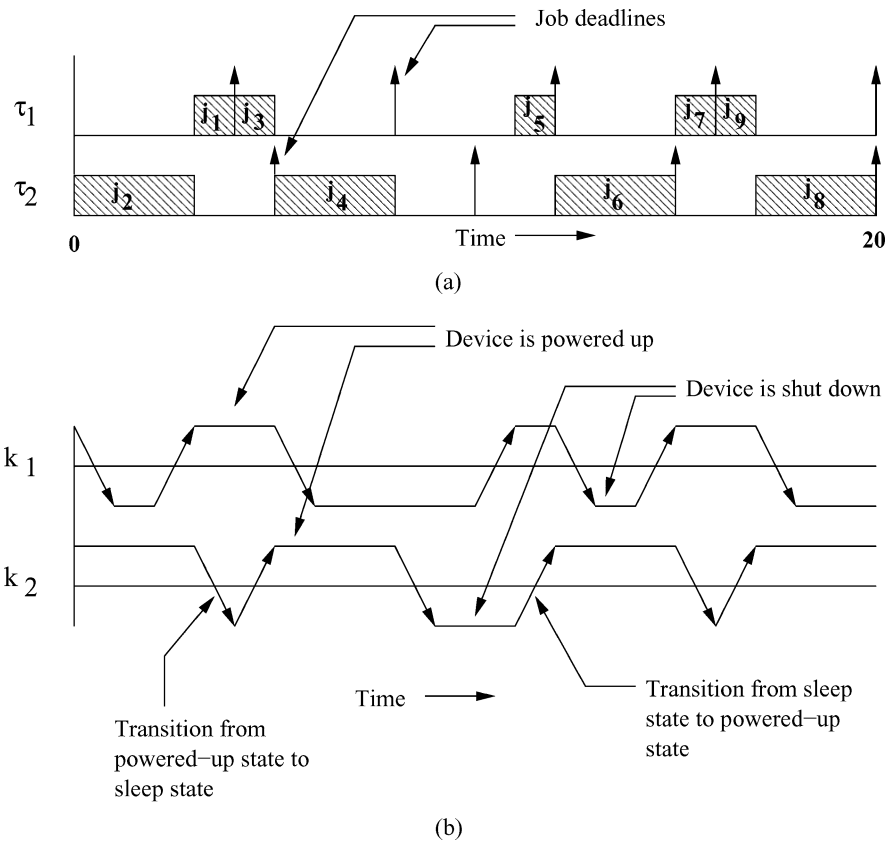 Job deadlines
τ1
j1 j3 j5 j7 j9
τ2
j2 j4 j6 j8
0 Time 20
(a)
Device is powered up
Device is shut down
k1
k2
Time
Transition from
powered−up state to
sleep state
Transition from sleep
state to powered−up
state
(b)